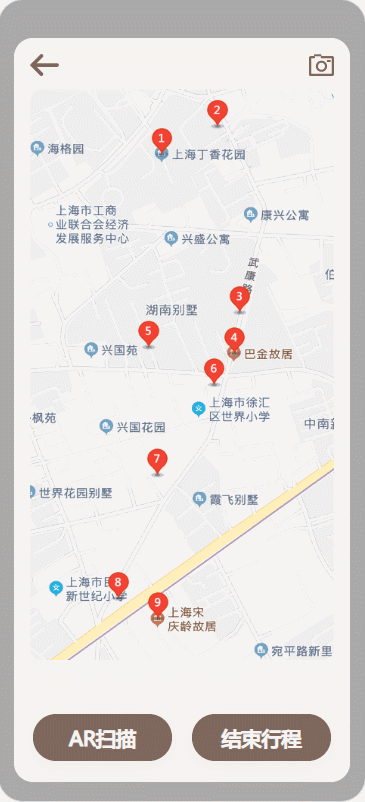 2
1
海格园
上海丁香花园
上海市工商
业联合会经济
发展服务中心
康兴公寓
兴盛公寓
武康路
3
湖南别墅
5
4
兴国苑
巴金故居
6
上海市徐汇
区世界小学
枫苑
兴国花园
中南新
7
世界花园别墅
霞飞别墅
8
上海市
新世纪小学
9
上海宋
庆龄故居
宛平路新里
AR扫描
结束行程